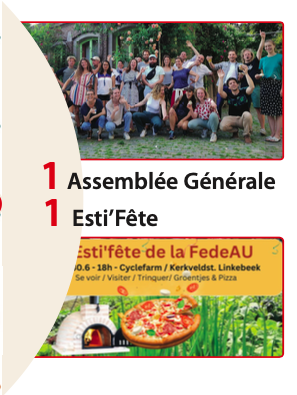 1 Assemblée Générale
1 Esti’Fête
Esti'fête de la FedeAU
0.6 - 18h - Cyclefarm / Kerkveldst. Linkebeek
Se voir / Visiter / Trinquer/ Groentjes & Pizza